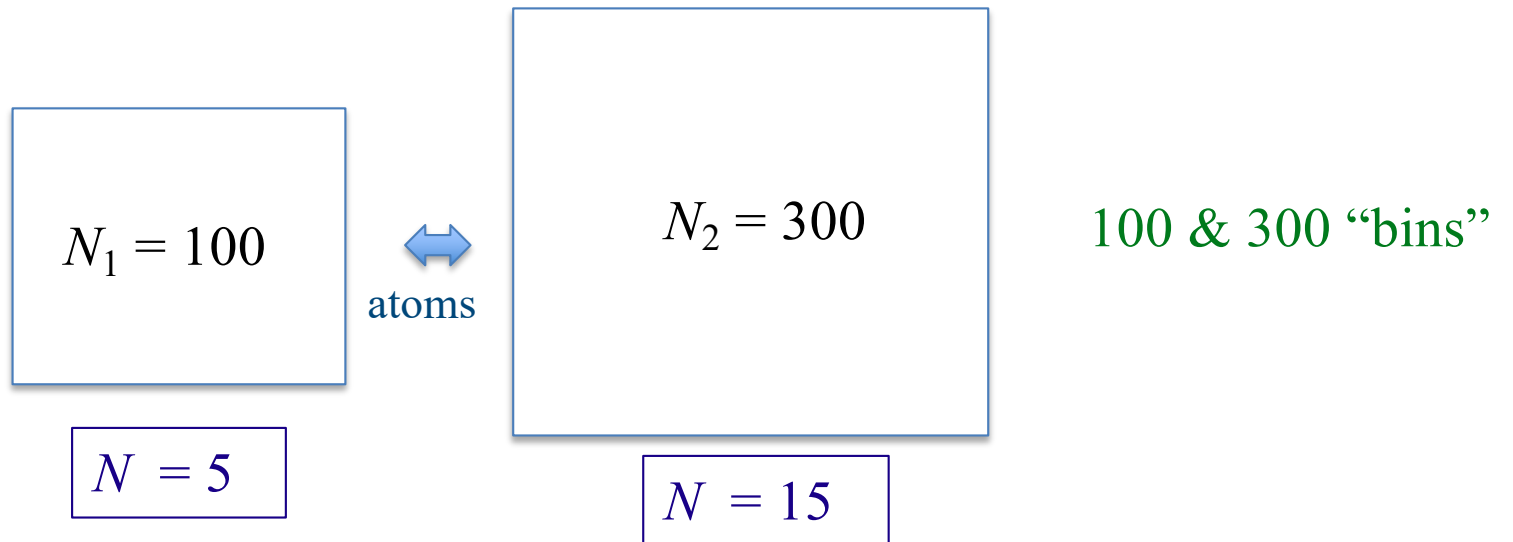 N₁ = 100
atoms
N₂ = 300
100 & 300 “bins”
N = 5
N = 15